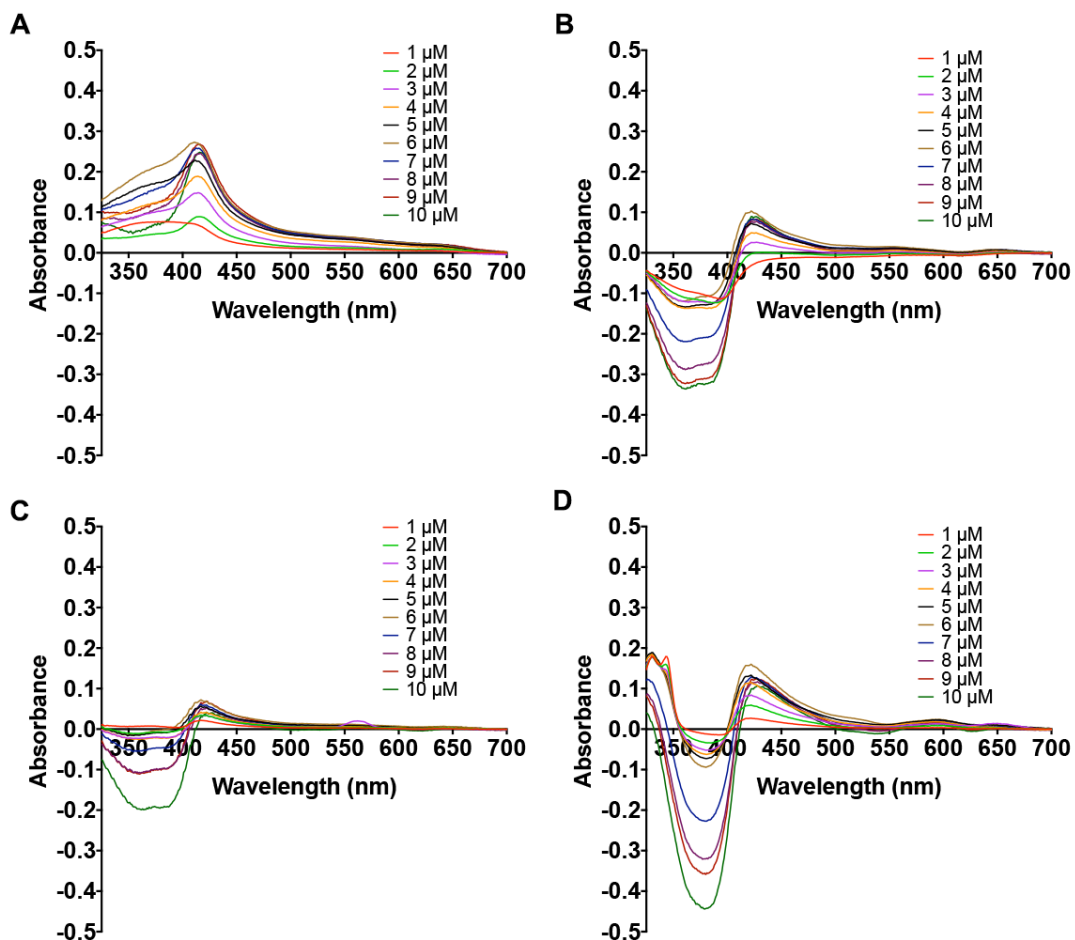 A
0.5
0.4
0.3
0.2
0.1
0.0
-0.1
-0.2
-0.3
-0.4
-0.5
Absorbance
350 400 450 500 550 600 650 700
Wavelength (nm)
1 µM
2 µM
3 µM
4 µM
5 µM
6 µM
7 µM
8 µM
9 µM
10 µM
B
0.5
0.4
0.3
0.2
0.1
0.0
-0.1
-0.2
-0.3
-0.4
-0.5
Absorbance
350 400 450 500 550 600 650 700
Wavelength (nm)
1 µM
2 µM
3 µM
4 µM
5 µM
6 µM
7 µM
8 µM
9 µM
10 µM
C
0.5
0.4
0.3
0.2
0.1
0.0
-0.1
-0.2
-0.3
-0.4
-0.5
Absorbance
350 400 450 500 550 600 650 700
Wavelength (nm)
1 µM
2 µM
3 µM
4 µM
5 µM
6 µM
7 µM
8 µM
9 µM
10 µM
D
0.5
0.4
0.3
0.2
0.1
0.0
-0.1
-0.2
-0.3
-0.4
-0.5
Absorbance
350 400 450 500 550 600 650 700
Wavelength (nm)
1 µM
2 µM
3 µM
4 µM
5 µM
6 µM
7 µM
8 µM
9 µM
10 µM